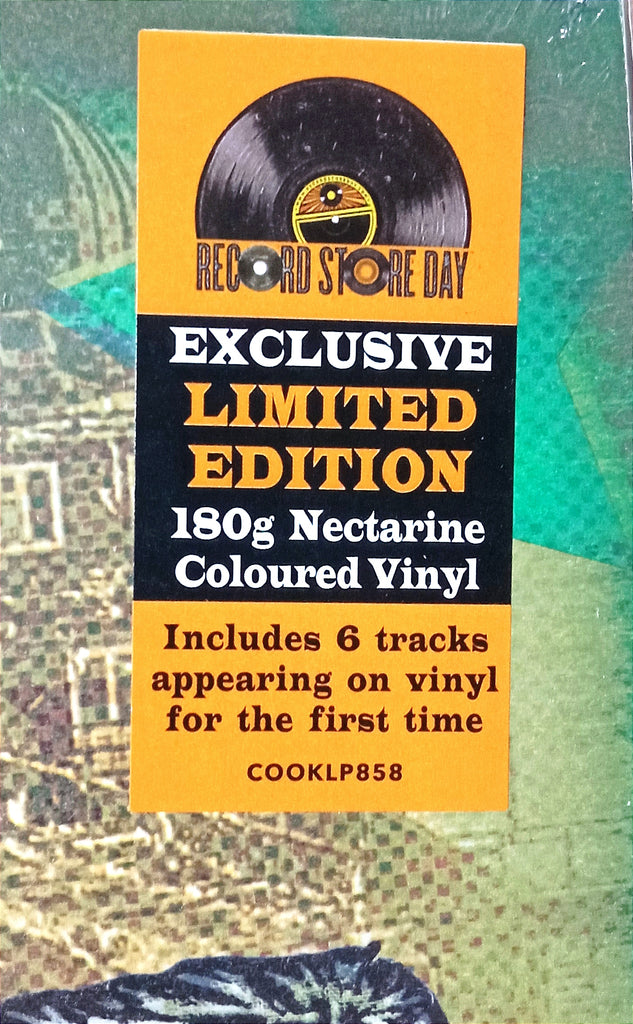 RECORD STORE DAY
EXCLUSIVE
LIMITED
EDITION
180g Nectarine
Coloured Vinyl
Includes 6 tracks
appearing on vinyl
for the first time
COOKLP858